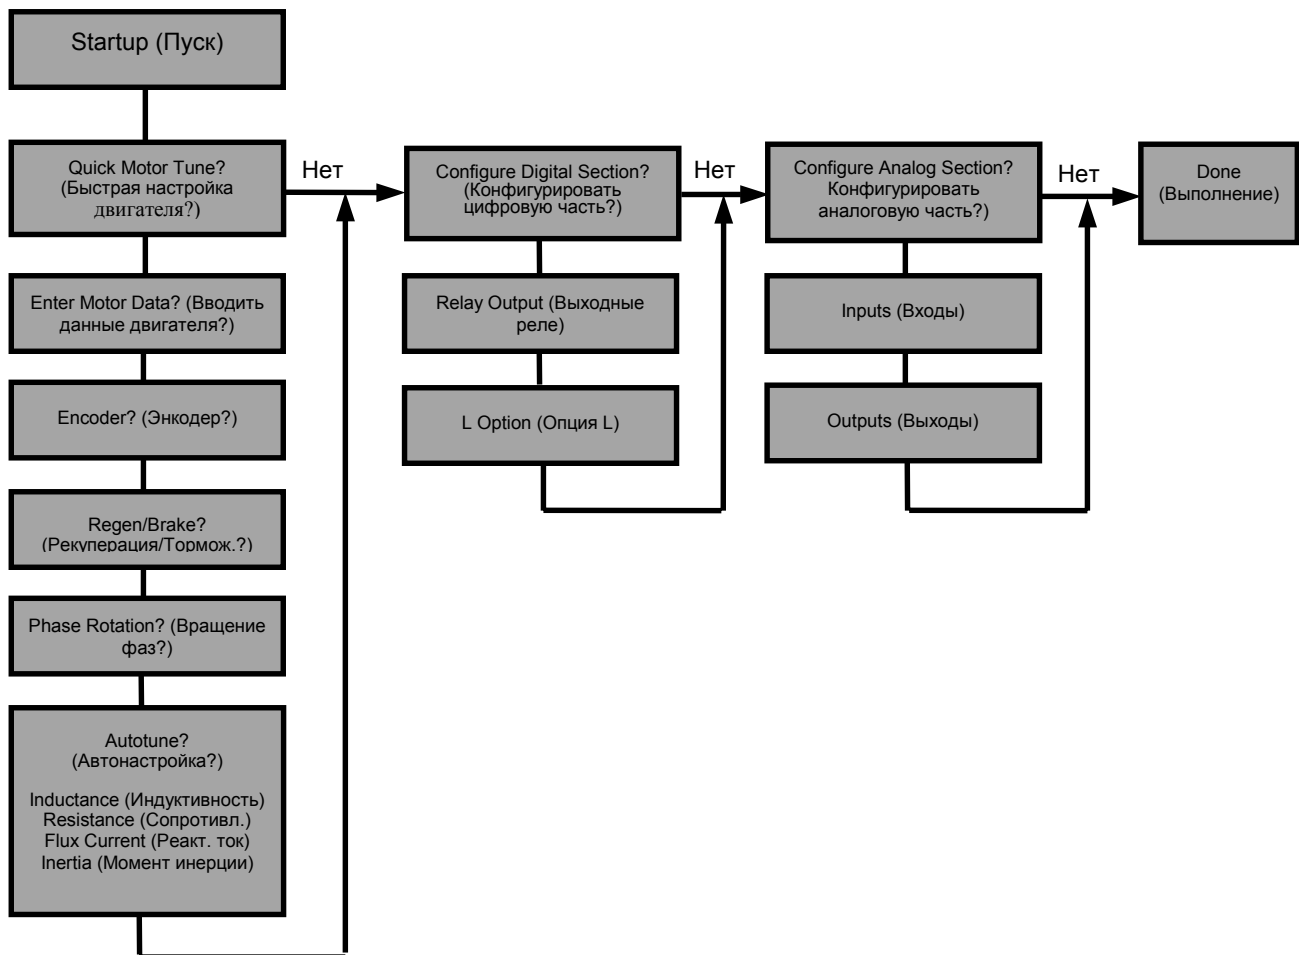 Startup (Пуск)
Quick Motor Tune?
(Быстрая настройка
двигателя?)
Нет
Configure Digital Section?
(Конфигурировать
цифровую часть?)
Нет
Configure Analog Section?
Конфигурировать
аналоговую часть?)
Нет
Done
(Выполнение)
Enter Motor Data? (Вводить
данные двигателя?)
Relay Output (Выходные
реле)
Inputs (Входы)
Encoder? (Энкодер?)
L Option (Опция L)
Outputs (Выходы)
Regen/Brake?
(Рекуперация/Тормож.?)
Phase Rotation? (Вращение
фаз?)
Autotune?
(Автонастройка?)
Inductance (Индуктивность)
Resistance (Сопротивл.)
Flux Current (Реакт. ток)
Inertia (Момент инерции)